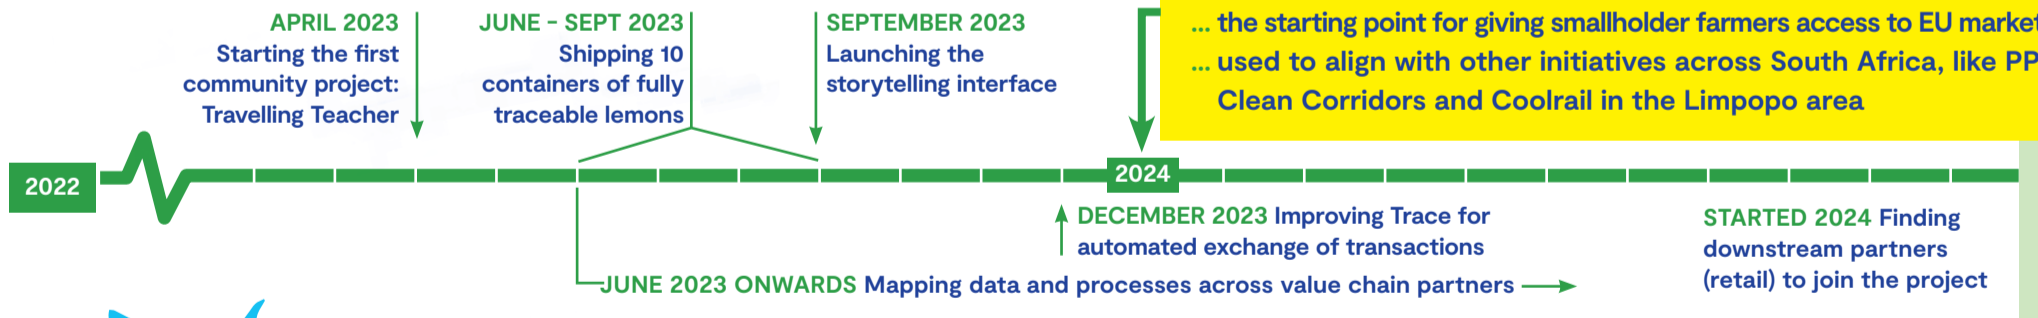 APRIL 2023
Starting the first
community project:
Travelling Teacher
JUNE - SEPT 2023
Shipping 10
containers of fully
traceable lemons
SEPTEMBER 2023
Launching the
storytelling interface
... the starting point for giving smallholder farmers access to EU market
... used to align with other initiatives across South Africa, like PP
Clean Corridors and Coolrail in the Limpopo area
2022
2024
DECEMBER 2023 Improving Trace for
automated exchange of transactions
JUNE 2023 ONWARDS Mapping data and processes across value chain partners
STARTED 2024 Finding
downstream partners
(retail) to join the project